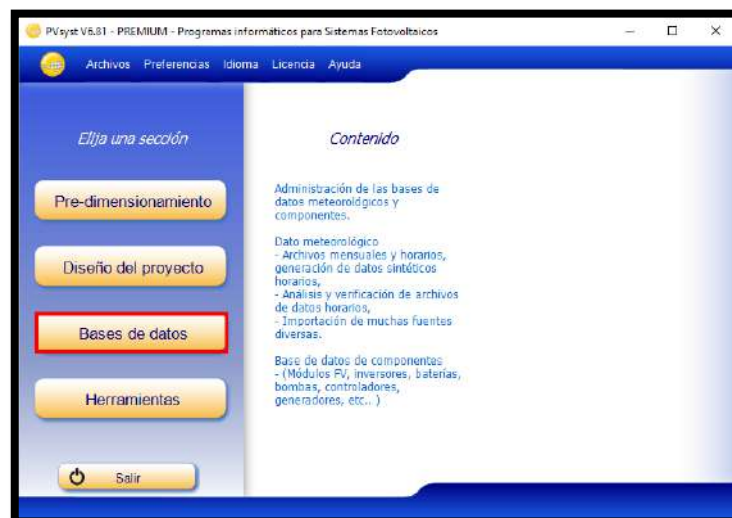 PVsyst V6.81 - PREMIUM - Programas informáticos para Sistemas Fotovoltaicos
Archivos Preferencias Idioma Licencia Ayuda
Elija una sección
Pre-dimensionamiento
Diseño del proyecto
Bases de datos
Herramientas
Salir
Contenido
Administración de las bases de
datos meteorológicos y
componentes.
Dato meteorológico
- Archivos mensuales y horarios,
generación de datos sintéticos
horarios,
- Análisis y verificación de archivos
de datos horarios,
- Importación de muchas fuentes
diversas.
Base de datos de componentes
- (Módulos FV, inversores, baterías,
bombas, controladores,
generadores, etc.. )